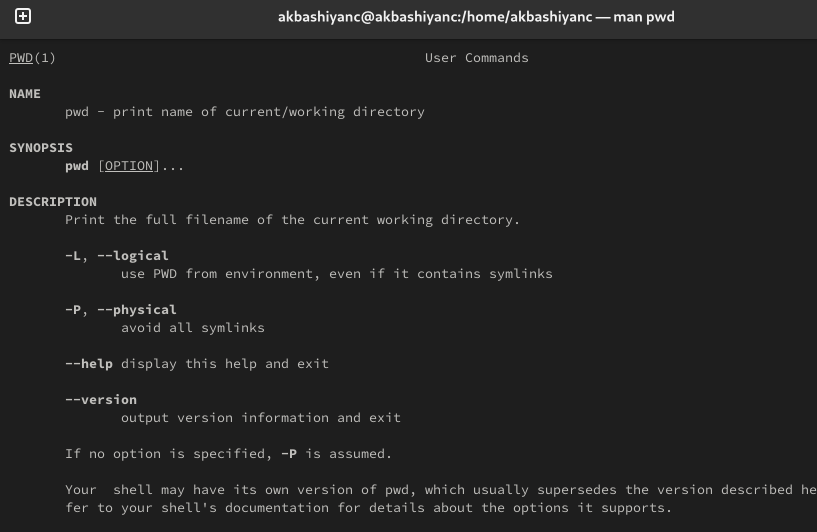 akbashiyanc@akbashiyanc:/home/akbashiyanc — man pwd
PWD(1) User Commands
NAME
pwd - print name of current/working directory
SYNOPSIS
pwd [OPTION]...
DESCRIPTION
Print the full filename of the current working directory.
-L, --logical
use PWD from environment, even if it contains symlinks
-P, --physical
avoid all symlinks
--help display this help and exit
--version
output version information and exit
If no option is specified, -P is assumed.
Your  shell may have its own version of pwd, which usually supersedes the version described he
fer to your shell's documentation for details about the options it supports.